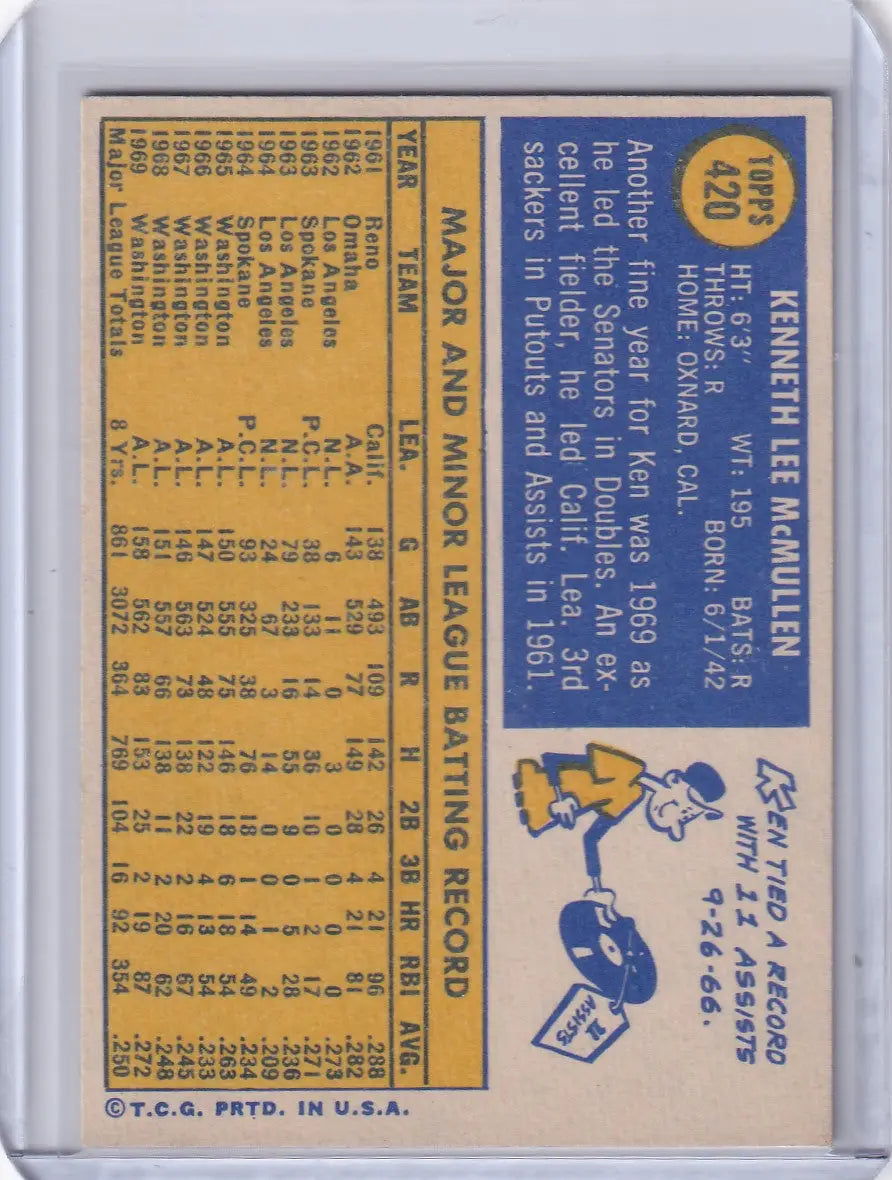 TOPPS
420
KENNETH LEE McMULLEN
HT: 6'3" WT: 195 BATS: R
THROWS: R BORN: 6/1/42
HOME: OXNARD, CAL.
Another fine year for Ken was 1969 as
he led the Senators in Doubles. An ex-
cellent fielder, he led Calif. Lea. 3rd
sackers in Putouts and Assists in 1961.
KEN TIED A RECORD
WITH 11 ASSISTS
9-26-66.
11
ASSISTS
MAJOR AND MINOR LEAGUE BATTING RECORD
YEAR TEAM LEA. G AB R H 2B 3B HR RBI AVG.
1961 Reno Calif. 138 493 109 142 26 4 21 96 .288
1962 Omaha A.A. 143 529 77 149 28 4 21 81 .282
1962 Los Angeles N.L. 6 11 0 3 0 0 0 0 .273
1963 Spokane P.C.L. 38 133 14 36 10 1 2 17 .271
1963 Los Angeles N.L. 79 233 16 55 9 0 5 28 .236
1964 Los Angeles N.L. 24 67 3 14 0 0 1 2 .209
1964 Spokane P.C.L. 93 325 38 76 18 1 14 49 .234
1965 Washington A.L. 150 555 75 146 18 6 18 54 .263
1966 Washington A.L. 147 524 48 122 19 4 13 54 .233
1967 Washington A.L. 146 563 73 138 22 2 16 67 .245
1968 Washington A.L. 151 557 66 138 11 2 20 62 .248
1969 Washington A.L. 158 562 83 153 25 2 19 87 .272
Major League Totals 8 Yrs. 861 3072 364 769 104 16 92 354 .250
©T.C.G. PRTD. IN U.S.A.